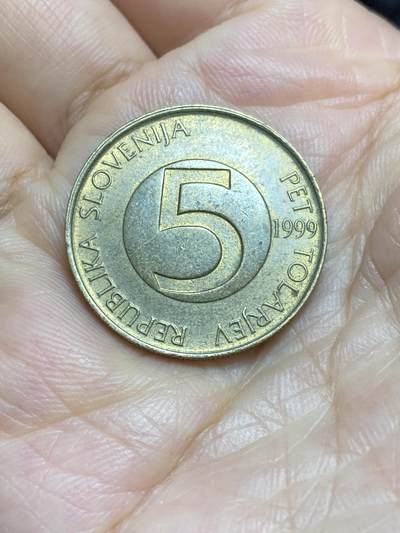 REPUBLIKA SLOVENIJA
PET TOLARJEV
5
1999